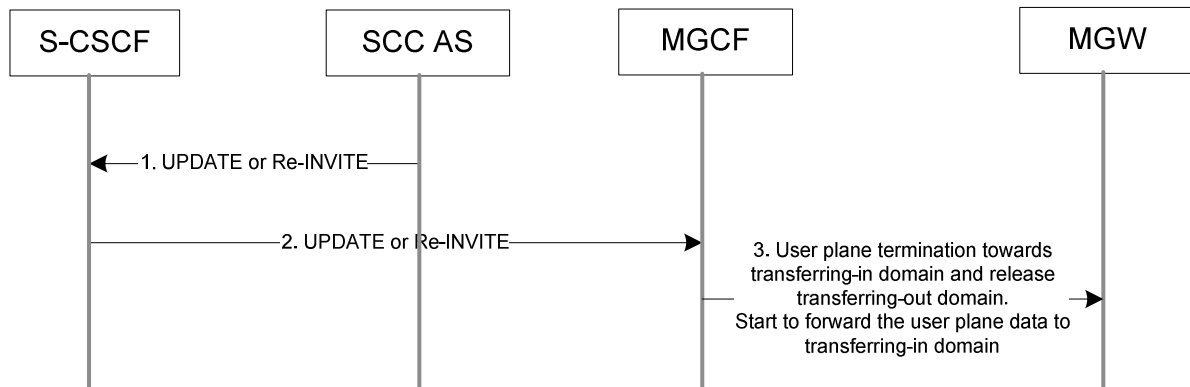 S-CSCF
SCC AS
MGCF
MGW
1. UPDATE or Re-INVITE
2. UPDATE or Re-INVITE
3. User plane termination towards
transferring-in domain and release
transferring-out domain.
Start to forward the user plane data to
transferring-in domain